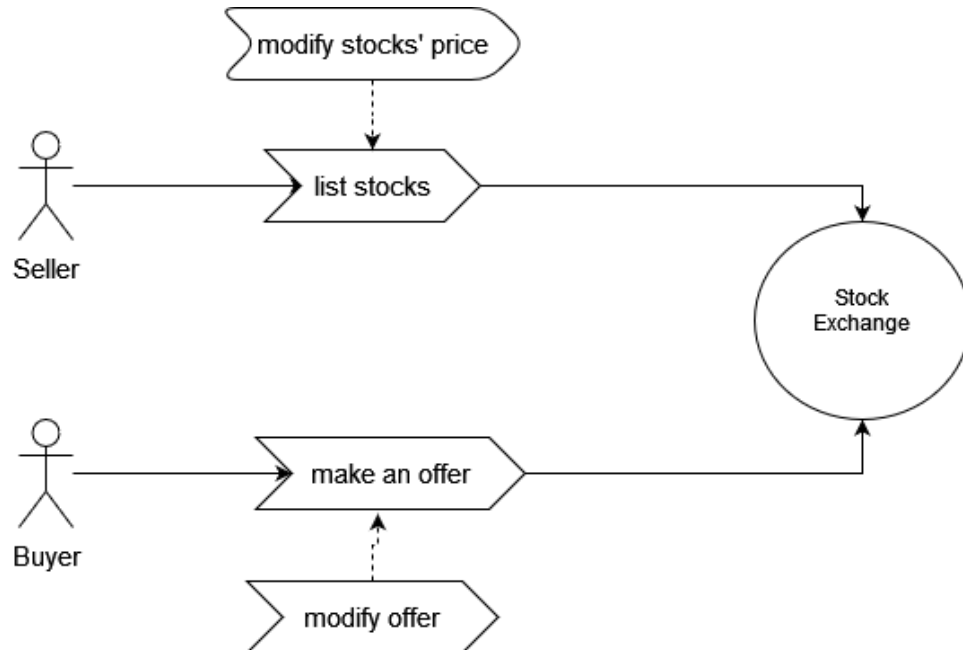 modify stocks' price
list stocks
Seller
Stock
Exchange
make an offer
Buyer
modify offer